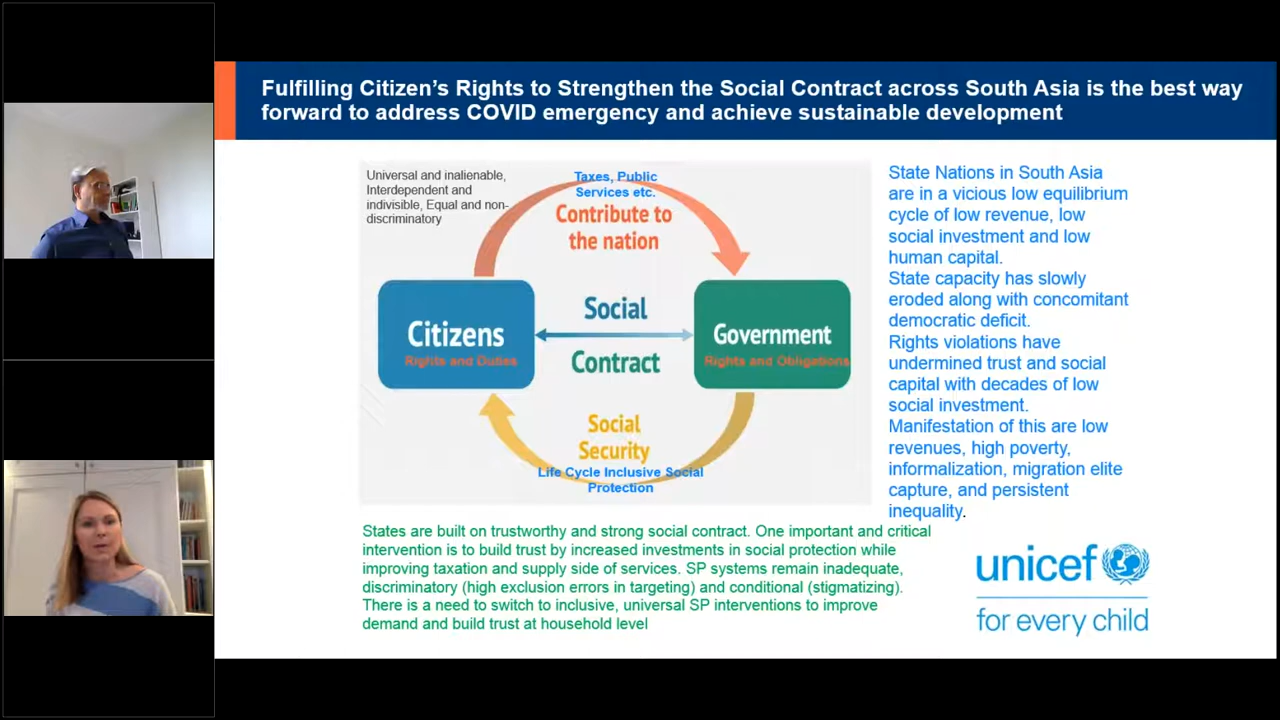 Fulfilling Citizen's Rights to Strengthen the Social Contract across South Asia is the best way
forward to address COVID emergency and achieve sustainable development
Universal and inalienable,
Interdependent and
indivisible, Equal and non-
discriminatory
Taxes, Public
Services etc.
Contribute to
the nation
Citizens
Rights and Duties
Social
Contract
Government
Rights and Obligations
Social
Security
Life Cycle Inclusive Social
Protection
State Nations in South Asia
are in a vicious low equilibrium
cycle of low revenue, low
social investment and low
human capital.
State capacity has slowly
eroded along with concomitant
democratic deficit.
Rights violations have
undermined trust and social
capital with decades of low
social investment.
Manifestation of this are low
revenues, high poverty,
informalization, migration elite
capture, and persistent
inequality.
States are built on trustworthy and strong social contract. One important and critical
intervention is to build trust by increased investments in social protection while
improving taxation and supply side of services. SP systems remain inadequate,
discriminatory (high exclusion errors in targeting) and conditional (stigmatizing).
There is a need to switch to inclusive, universal SP interventions to improve
demand and build trust at household level
unicef
for every child